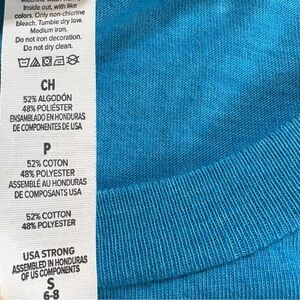 Inside out, with like
colors. Only non-chlorine
bleach. Tumble dry low.
Medium iron.
Do not iron decoration.
Do not dry clean.
CH
52% ALGODÓN
48% POLIÉSTER
ENSAMBLADO EN HONDURAS
DE COMPONENTES DE USA
P
52% COTON
48% POLYESTER
ASSEMBLÉ AU HONDURAS
DE COMPOSANTS USA
52% COTTON
48% POLYESTER
USA STRONG
ASSEMBLED IN HONDURAS
OF US COMPONENTS
S
6-8